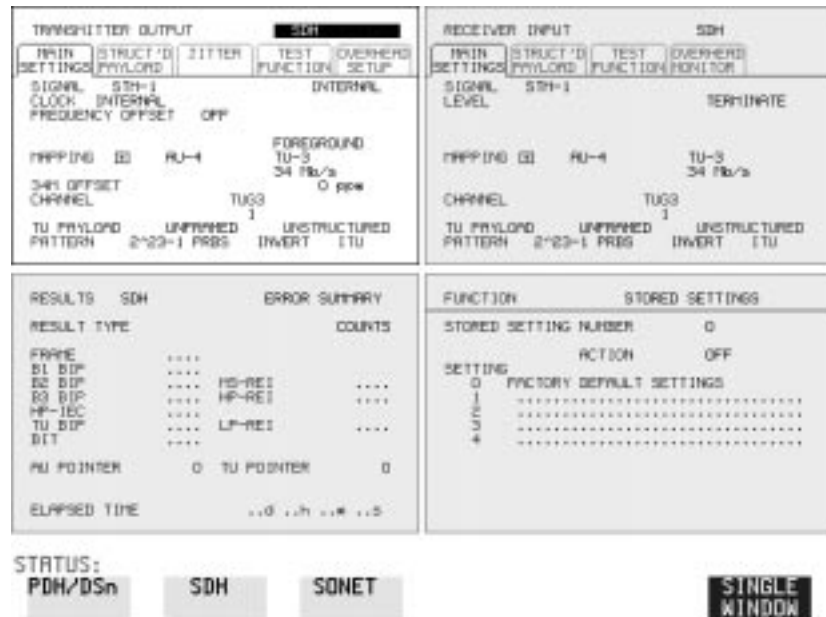 TRANSMITTER OUTPUT SDH
MAIN SETTINGS STRUCT'D PAYLOAD JITTER TEST FUNCTION OVERHEAD SETUP
SIGNAL STM-1 INTERNAL
CLOCK INTERNAL
FREQUENCY OFFSET OFF
FOREGROUND
MAPPING AU-4 TU-3
34 Mb/s
34M OFFSET 0 ppm
CHANNEL TUG3
1
TU PAYLOAD UNFRAMED UNSTRUCTURED
PATTERN 2^23-1 PRBS INVERT ITU
RECEIVER INPUT SDH
MAIN SETTINGS STRUCT'D PAYLOAD TEST FUNCTION OVERHEAD MONITOR
SIGNAL STM-1
LEVEL TERMINATE
MAPPING AU-4 TU-3
34 Mb/s
CHANNEL TUG3
1
TU PAYLOAD UNFRAMED UNSTRUCTURED
PATTERN 2^23-1 PRBS INVERT ITU
RESULTS SDH ERROR SUMMARY
RESULT TYPE COUNTS
FRAME ....
B1 BIP ....
B2 BIP .... MS-REI ....
B3 BIP .... HP-REI ....
HP-IEC ....
TU BIP .... LP-REI ....
BIT ....
AU POINTER 0 TU POINTER 0
ELAPSED TIME ..d ..h ..m ..s
FUNCTION STORED SETTINGS
STORED SETTING NUMBER 0
ACTION OFF
SETTING
0 FACTORY DEFAULT SETTINGS
1 ..............................
2 ..............................
3 ..............................
4 ..............................
STATUS:
PDH/DSn SDH SONET SINGLE WINDOW